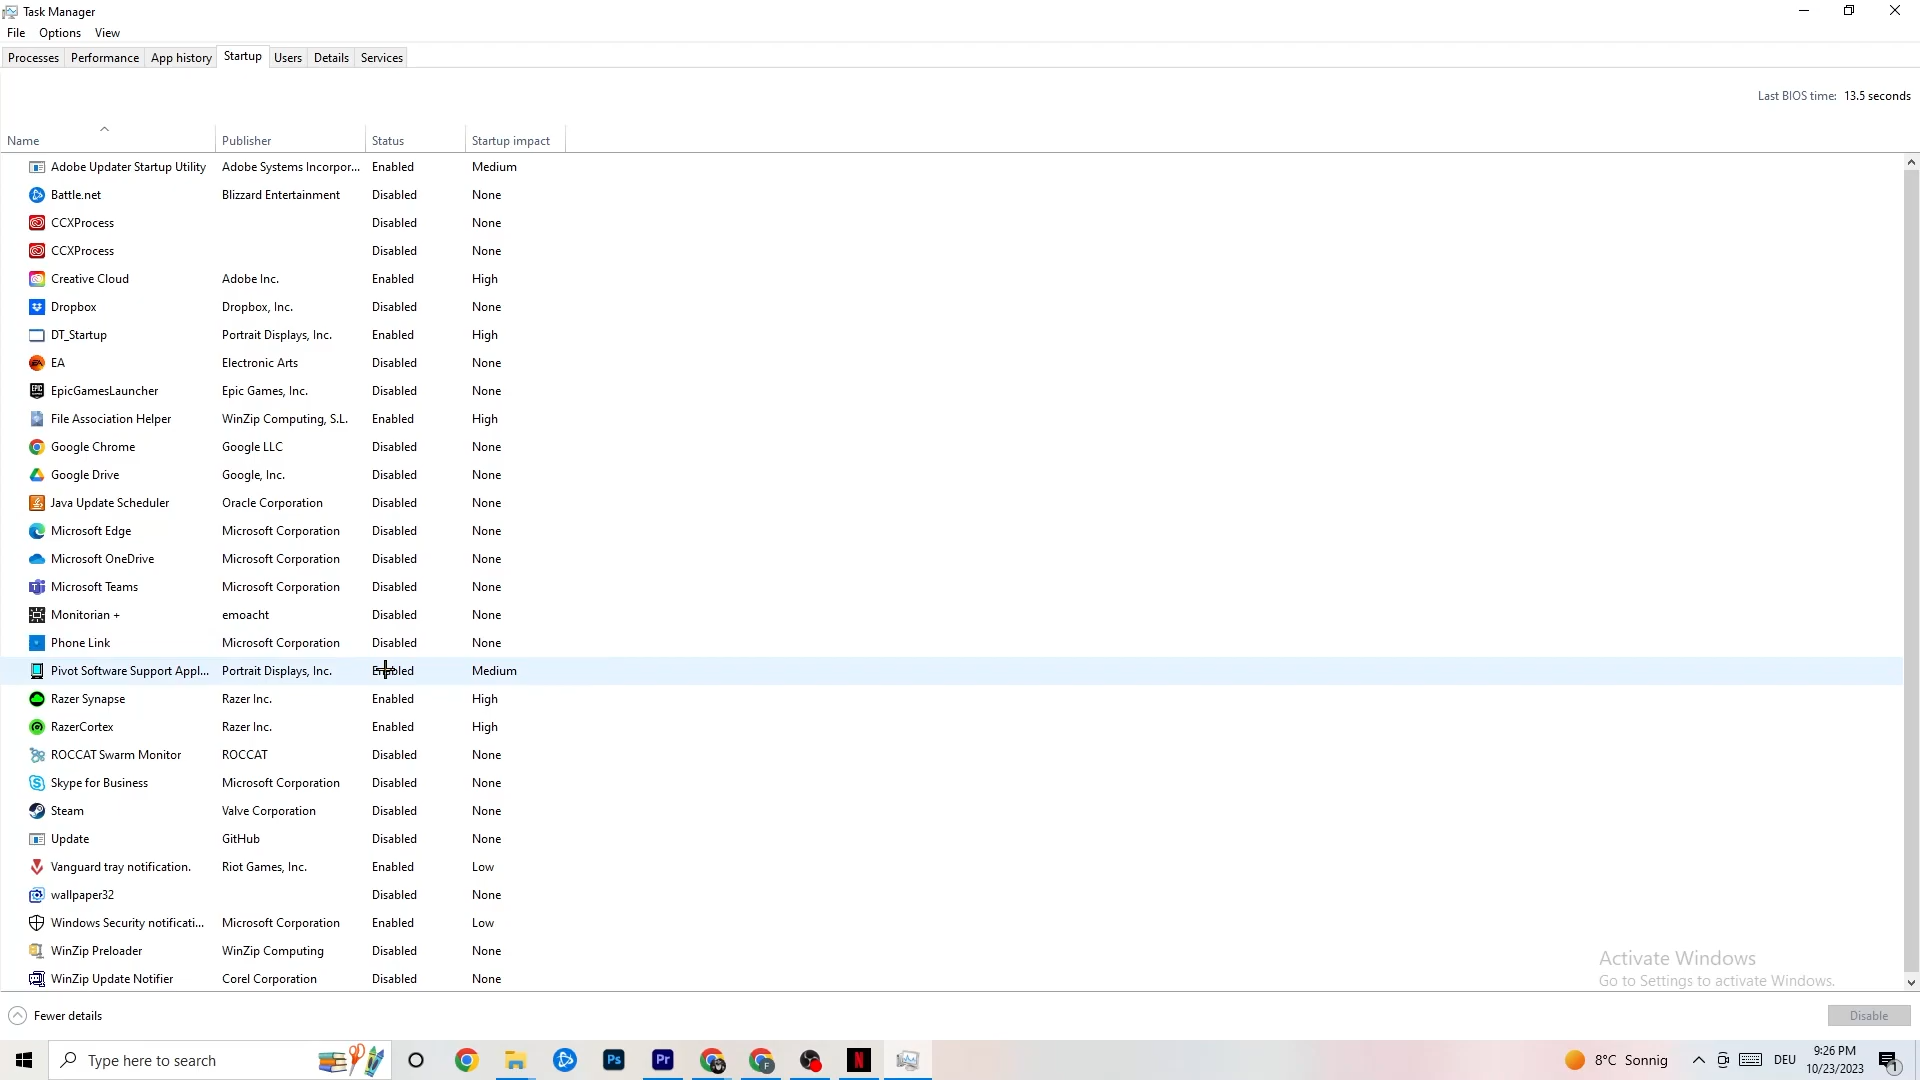 Task Manager
File Options View
Processes Performance App history Startup Users Details Services
Last BIOS time: 13.5 seconds
Name Publisher Status Startup impact
Adobe Updater Startup Utility Adobe Systems Incorpor... Enabled Medium
Battle.net Blizzard Entertainment Disabled None
CCXProcess Disabled None
CCXProcess Disabled None
Creative Cloud Adobe Inc. Enabled High
Dropbox Dropbox, Inc. Disabled None
DT_Startup Portrait Displays, Inc. Enabled High
EA Electronic Arts Disabled None
EpicGamesLauncher Epic Games, Inc. Disabled None
File Association Helper WinZip Computing, S.L. Enabled High
Google Chrome Google LLC Disabled None
Google Drive Google, Inc. Disabled None
Java Update Scheduler Oracle Corporation Disabled None
Microsoft Edge Microsoft Corporation Disabled None
Microsoft OneDrive Microsoft Corporation Disabled None
Microsoft Teams Microsoft Corporation Disabled None
Monitorian + emoacht Disabled None
Phone Link Microsoft Corporation Disabled None
Pivot Software Support Appl... Portrait Displays, Inc. Enabled Medium
Razer Synapse Razer Inc. Enabled High
RazerCortex Razer Inc. Enabled High
ROCCAT Swarm Monitor ROCCAT Disabled None
Skype for Business Microsoft Corporation Disabled None
Steam Valve Corporation Disabled None
Update GitHub Disabled None
Vanguard tray notification. Riot Games, Inc. Enabled Low
wallpaper32 Disabled None
Windows Security notificati... Microsoft Corporation Enabled Low
WinZip Preloader WinZip Computing Disabled None
WinZip Update Notifier Corel Corporation Disabled None
Activate Windows
Go to Settings to activate Windows.
Fewer details Disable
Type here to search Ps Pr F N 8°C Sonnig DEU 9:26 PM
10/23/2023 1